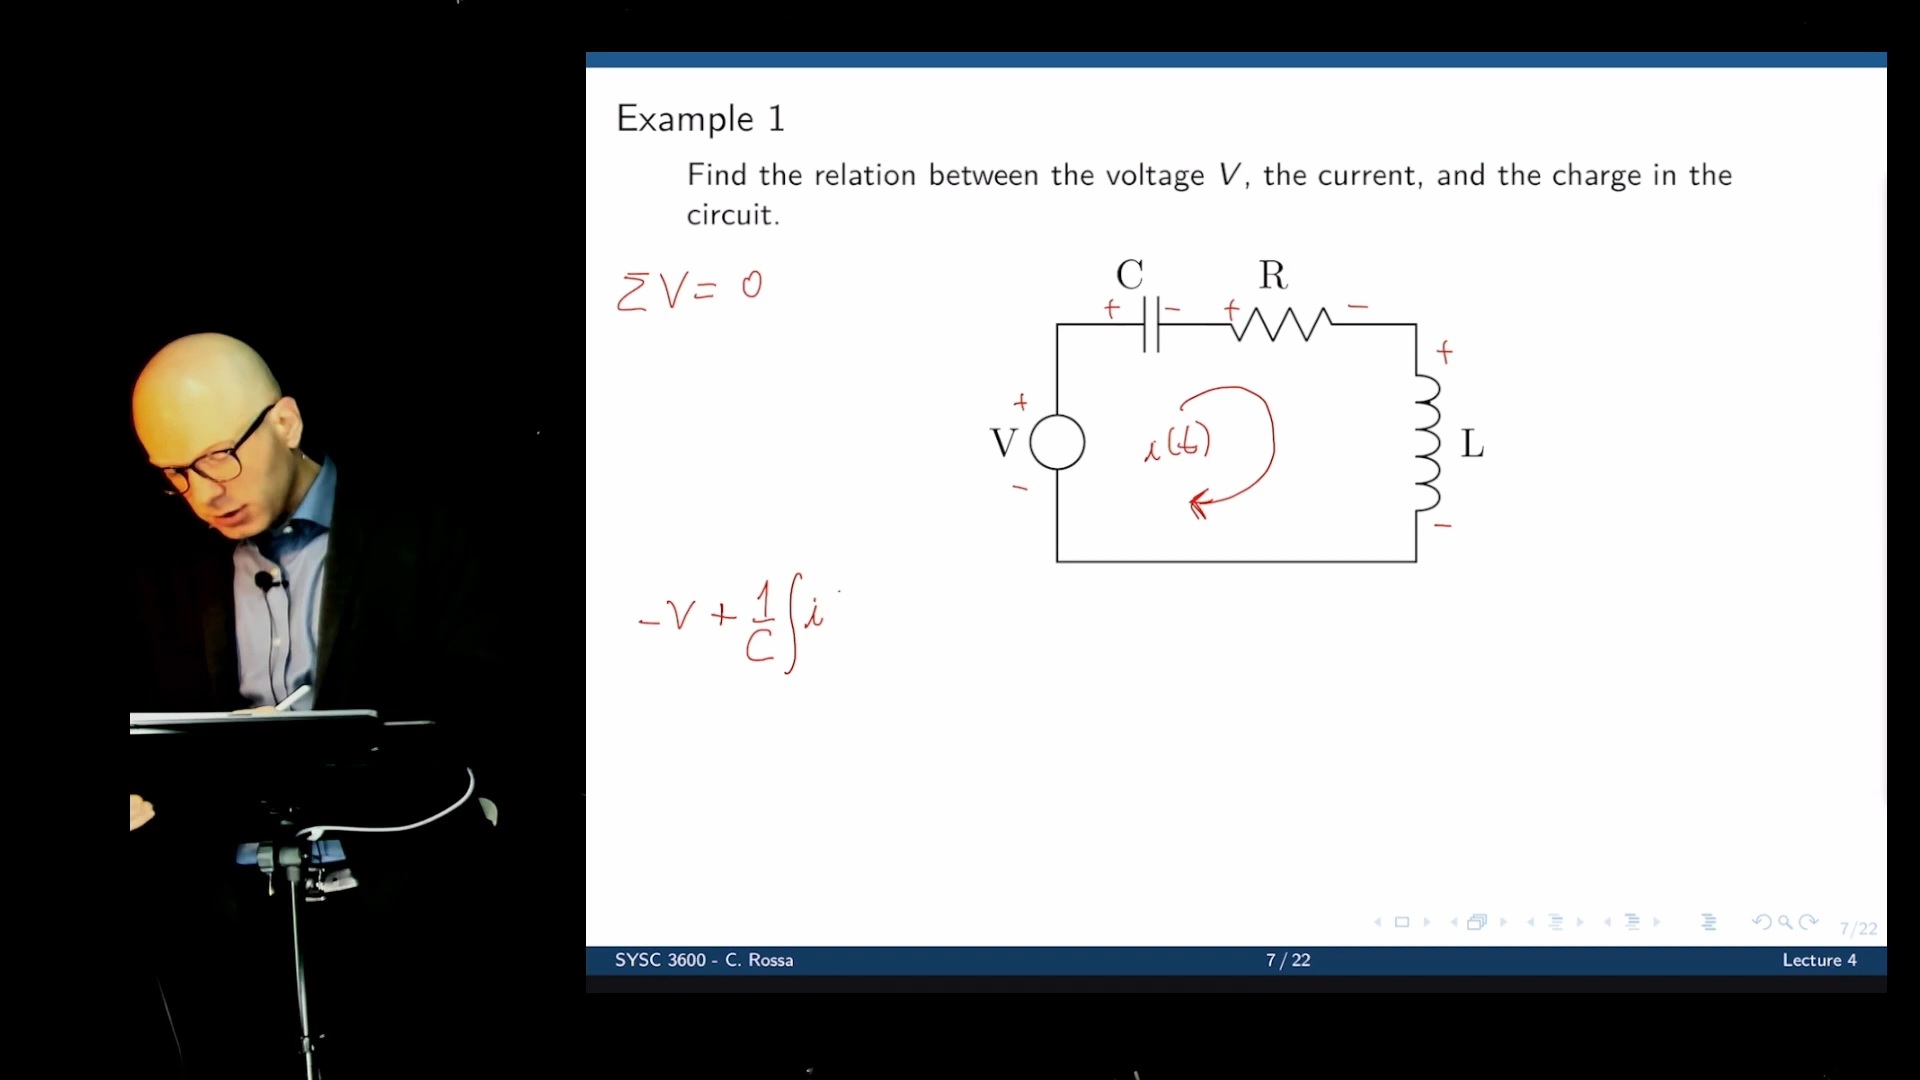 Example 1
Find the relation between the voltage V, the current, and the charge in the
circuit.
ΣV = 0
C
R
+ - + -
+
+
V
i(t)
L
-
-
-V + 1/C ∫ i
7/22
SYSC 3600 - C. Rossa 7 / 22 Lecture 4